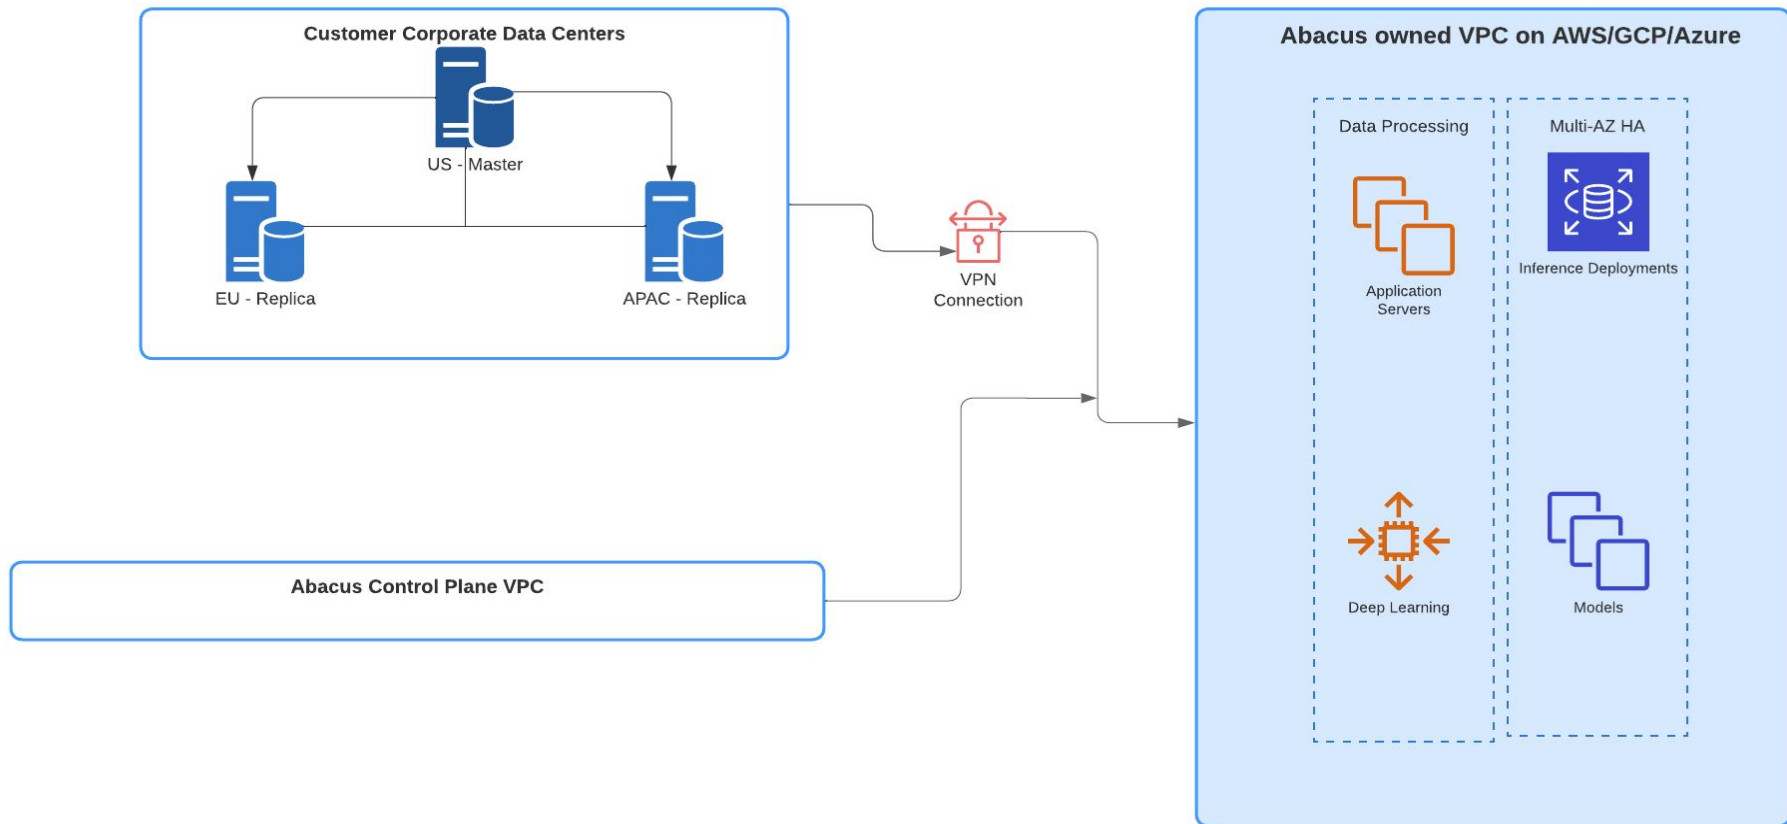 Customer Corporate Data Centers
US - Master
EU - Replica
APAC - Replica
VPN
Connection
Abacus Control Plane VPC
Abacus owned VPC on AWS/GCP/Azure
Data Processing
Application
Servers
Deep Learning
Multi-AZ HA
Inference Deployments
Models